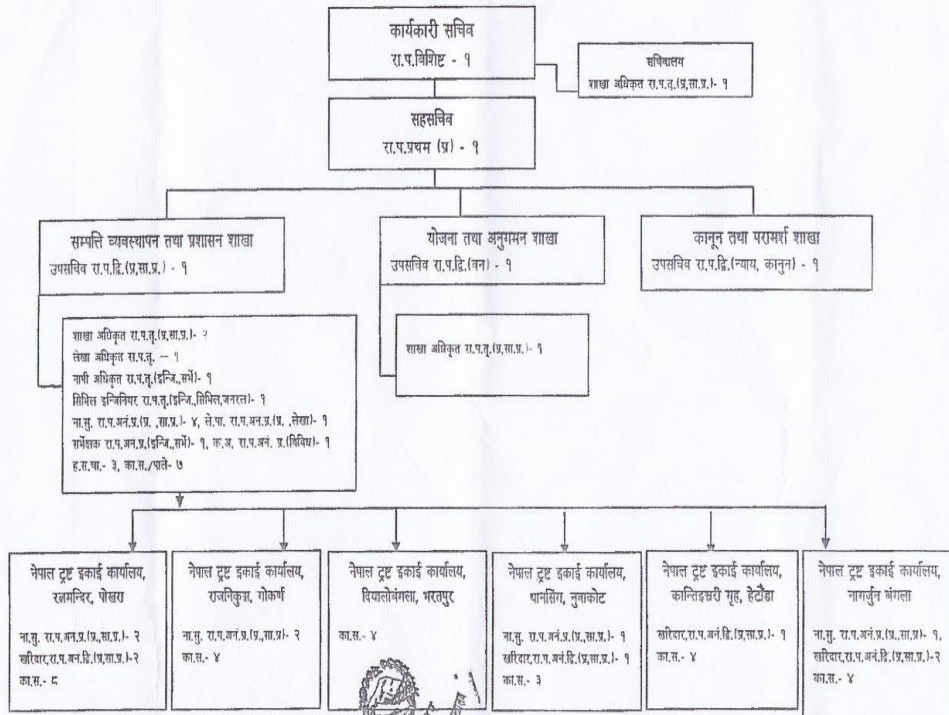 कार्यकारी सचिव
रा.प.विशिष्ट - १
सचिवालय
शाखा अधिकृत रा.प.तृ.(प्र,सा.प्र.)- १
सहसचिव
रा.प.प्रथम (प्र) - १
सम्पत्ति व्यवस्थापन तथा प्रशासन शाखा
उपसचिव रा.प.द्वि.(प्र,सा.प्र.) - १
योजना तथा अनुगमन शाखा
उपसचिव रा.प.द्वि.(वन) - १
कानून तथा परामर्श शाखा
उपसचिव रा.प.द्वि.(न्याय, कानुन) - १
शाखा अधिकृत रा.प.तृ.(प्र,सा.प्र.)- २
लेखा अधिकृत रा.प.तृ. -- १
नापी अधिकृत रा.प.तृ.(इन्जि.,सर्भे)- १
सिभिल इन्जिनियर रा.प.तृ.(इन्जि.,सिभिल,जनरल)- १
ना.सु. रा.प.अनं.प्र.(प्र. ,सा.प्र.)- ४, ले.पा. रा.प.अन.प्र.(प्र. ,लेखा)- १
सर्भेक्षक रा.प.अनं.प्र.(इन्जि.,सर्भे)- १, क.अ. रा.प.अनं. प्र.(विविध)- १
ह.स.चा.- ३, का.स./पाले- ७
शाखा अधिकृत रा.प.तृ.(प्र,सा.प्र.)- १
नेपाल ट्रष्ट इकाई कार्यालय,
रत्नमन्दिर, पोखरा
ना.सु. रा.प.अनं.प्र.(प्र.,सा.प्र.)- २
खरिदार,रा.प.अनं.द्वि.(प्र,सा.प्र.)-२
का.स.- ८
नेपाल ट्रष्ट इकाई कार्यालय,
राजनिकुञ्ज, गोकर्ण
ना.सु. रा.प.अनं.प्र.(प्र.,सा.प्र)- २
का.स.- ४
नेपाल ट्रष्ट इकाई कार्यालय,
दियालोबंगला, भरतपुर
का.स.- ४
नेपाल ट्रष्ट इकाई कार्यालय,
थानसिंग, नुवाकोट
ना.सु. रा.प.अनं.प्र.(प्र,सा.प्र.)- १
खरिदार,रा.प.अनं.द्वि.(प्र,सा.प्र.)- १
का.स.- ३
नेपाल ट्रष्ट इकाई कार्यालय,
कान्तिइश्वरी गृह, हेटौंडा
खरिदार,रा.प.अनं.द्वि.(प्र,सा.प्र.)- १
का.स.- ४
नेपाल ट्रष्ट इकाई कार्यालय,
नागर्जुन बंगला
ना.सु. रा.प.अनं.प्र.(प्र.,सा.प्र)- १,
खरिदार,रा.प.अनं.द्वि.(प्र,सा.प्र.)-२
का.स.- ४